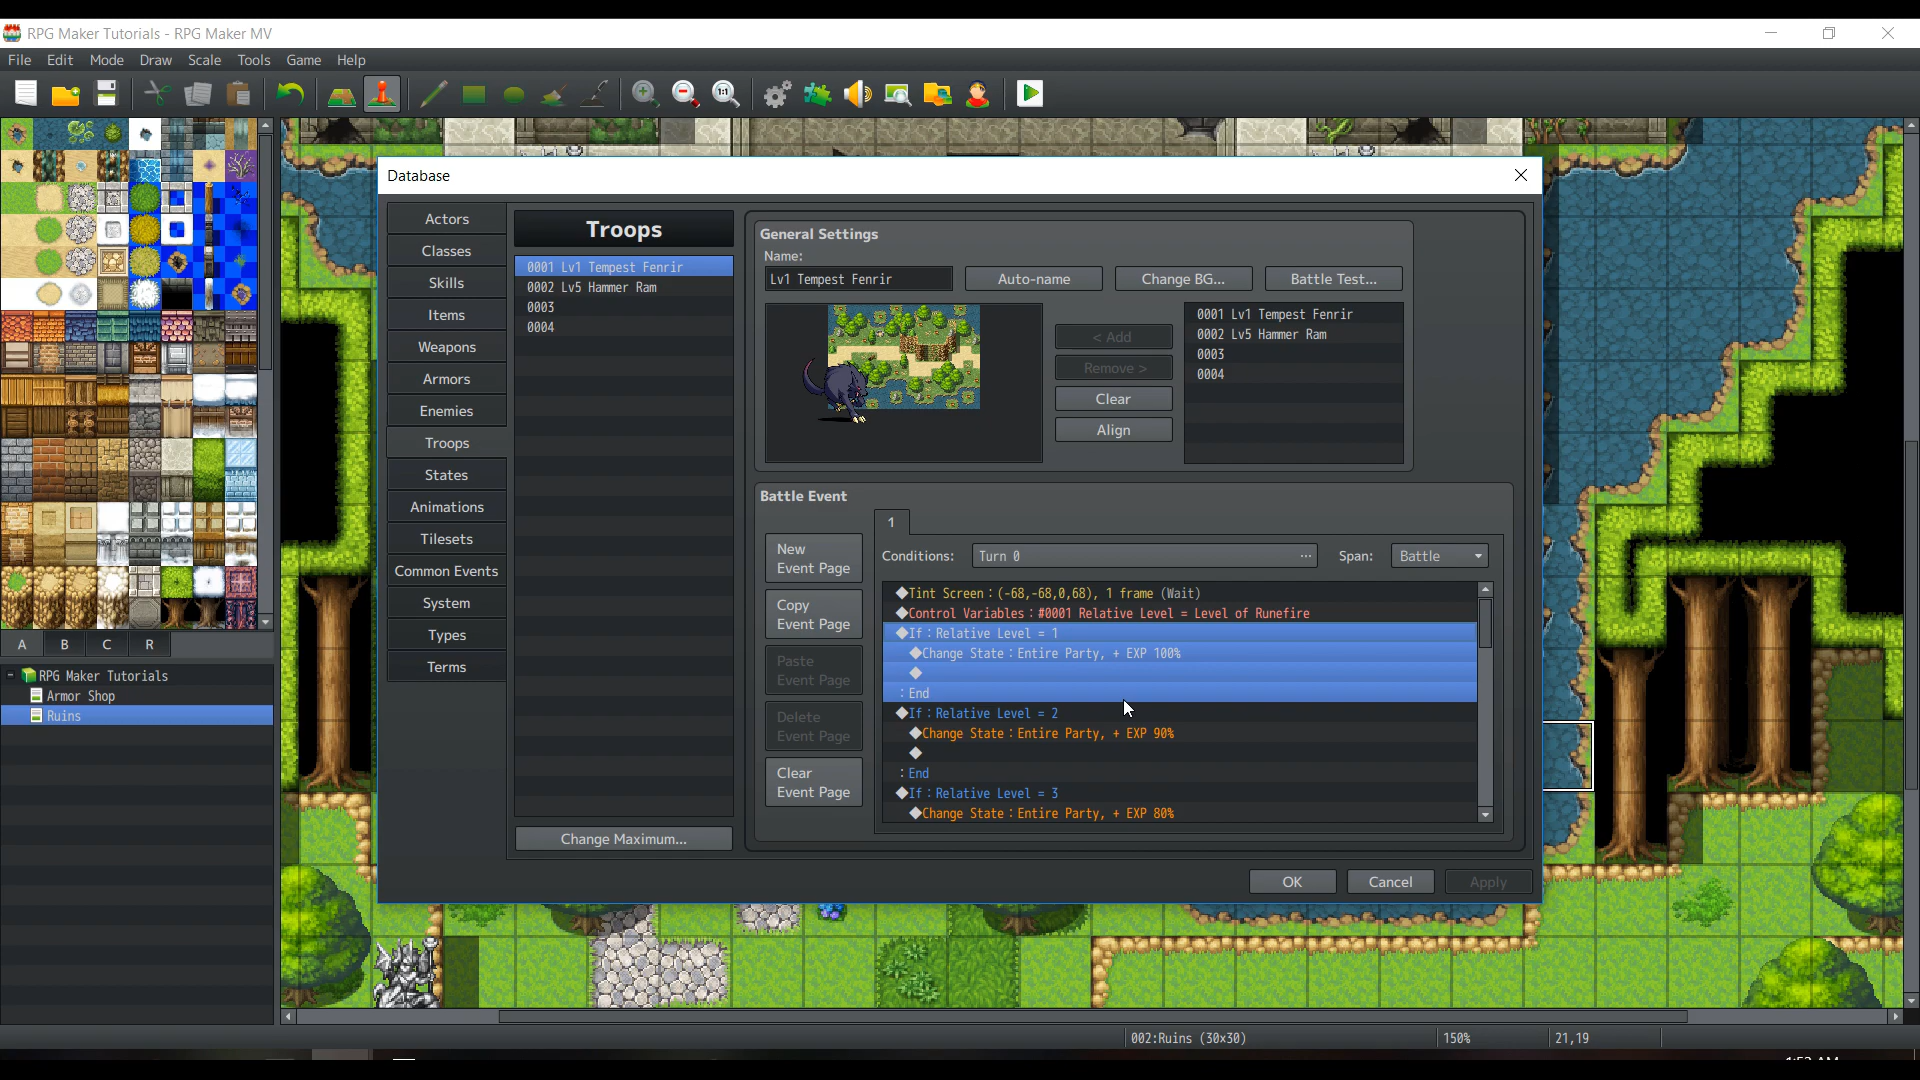 RPG Maker Tutorials - RPG Maker MV
File Edit Mode Draw Scale Tools Game Help
1:1
Database
Actors
Classes
Skills
Items
Weapons
Armors
Enemies
Troops
States
Animations
Tilesets
Common Events
System
Types
Terms
Troops
0001 Lv1 Tempest Fenrir
0002 Lv5 Hammer Ram
0003
0004
Change Maximum...
General Settings
Name:
Lv1 Tempest Fenrir
Auto-name
Change BG...
Battle Test...
< Add
Remove >
Clear
Align
0001 Lv1 Tempest Fenrir
0002 Lv5 Hammer Ram
0003
0004
Battle Event
1
New
Event Page
Copy
Event Page
Paste
Event Page
Delete
Event Page
Clear
Event Page
Conditions: Turn 0 ... Span: Battle
◆Tint Screen : (-68,-68,0,68), 1 frame (Wait)
◆Control Variables : #0001 Relative Level = Level of Runefire
◆If : Relative Level = 1
◆Change State : Entire Party, + EXP 100%
◆
: End
◆If : Relative Level = 2
◆Change State : Entire Party, + EXP 90%
◆
: End
◆If : Relative Level = 3
◆Change State : Entire Party, + EXP 80%
OK Cancel Apply
A B C R
RPG Maker Tutorials
Armor Shop
Ruins
002:Ruins (30x30) 150% 21,19